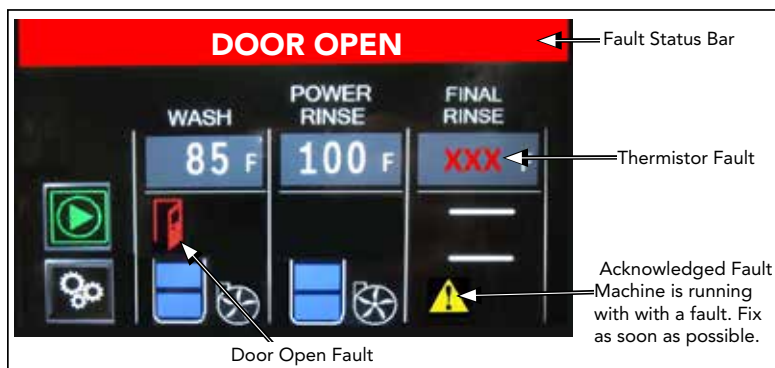 DOOR OPEN
Fault Status Bar
WASH
POWER
RINSE
FINAL
RINSE
85 F
100 F
XXX F
Thermistor Fault
Acknowledged Fault
Machine is running
with with a fault. Fix
as soon as possible.
Door Open Fault